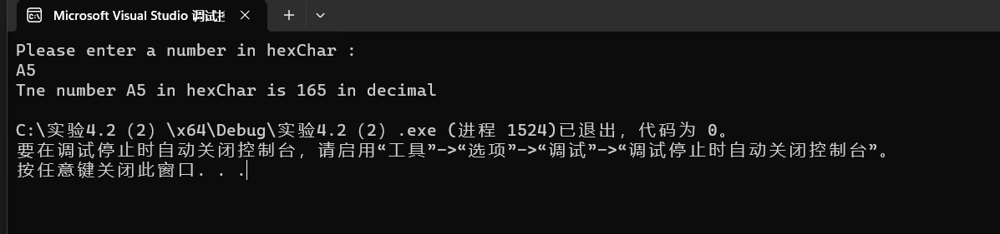 Microsoft Visual Studio 调试控
Please enter a number in hexChar :
A5
Tne number A5 in hexChar is 165 in decimal
C:\实验4.2（2）\x64\Debug\实验4.2（2）.exe (进程 1524)已退出，代码为 0。
要在调试停止时自动关闭控制台，请启用“工具”->“选项”->“调试”->“调试停止时自动关闭控制台”。
按任意键关闭此窗口. . .